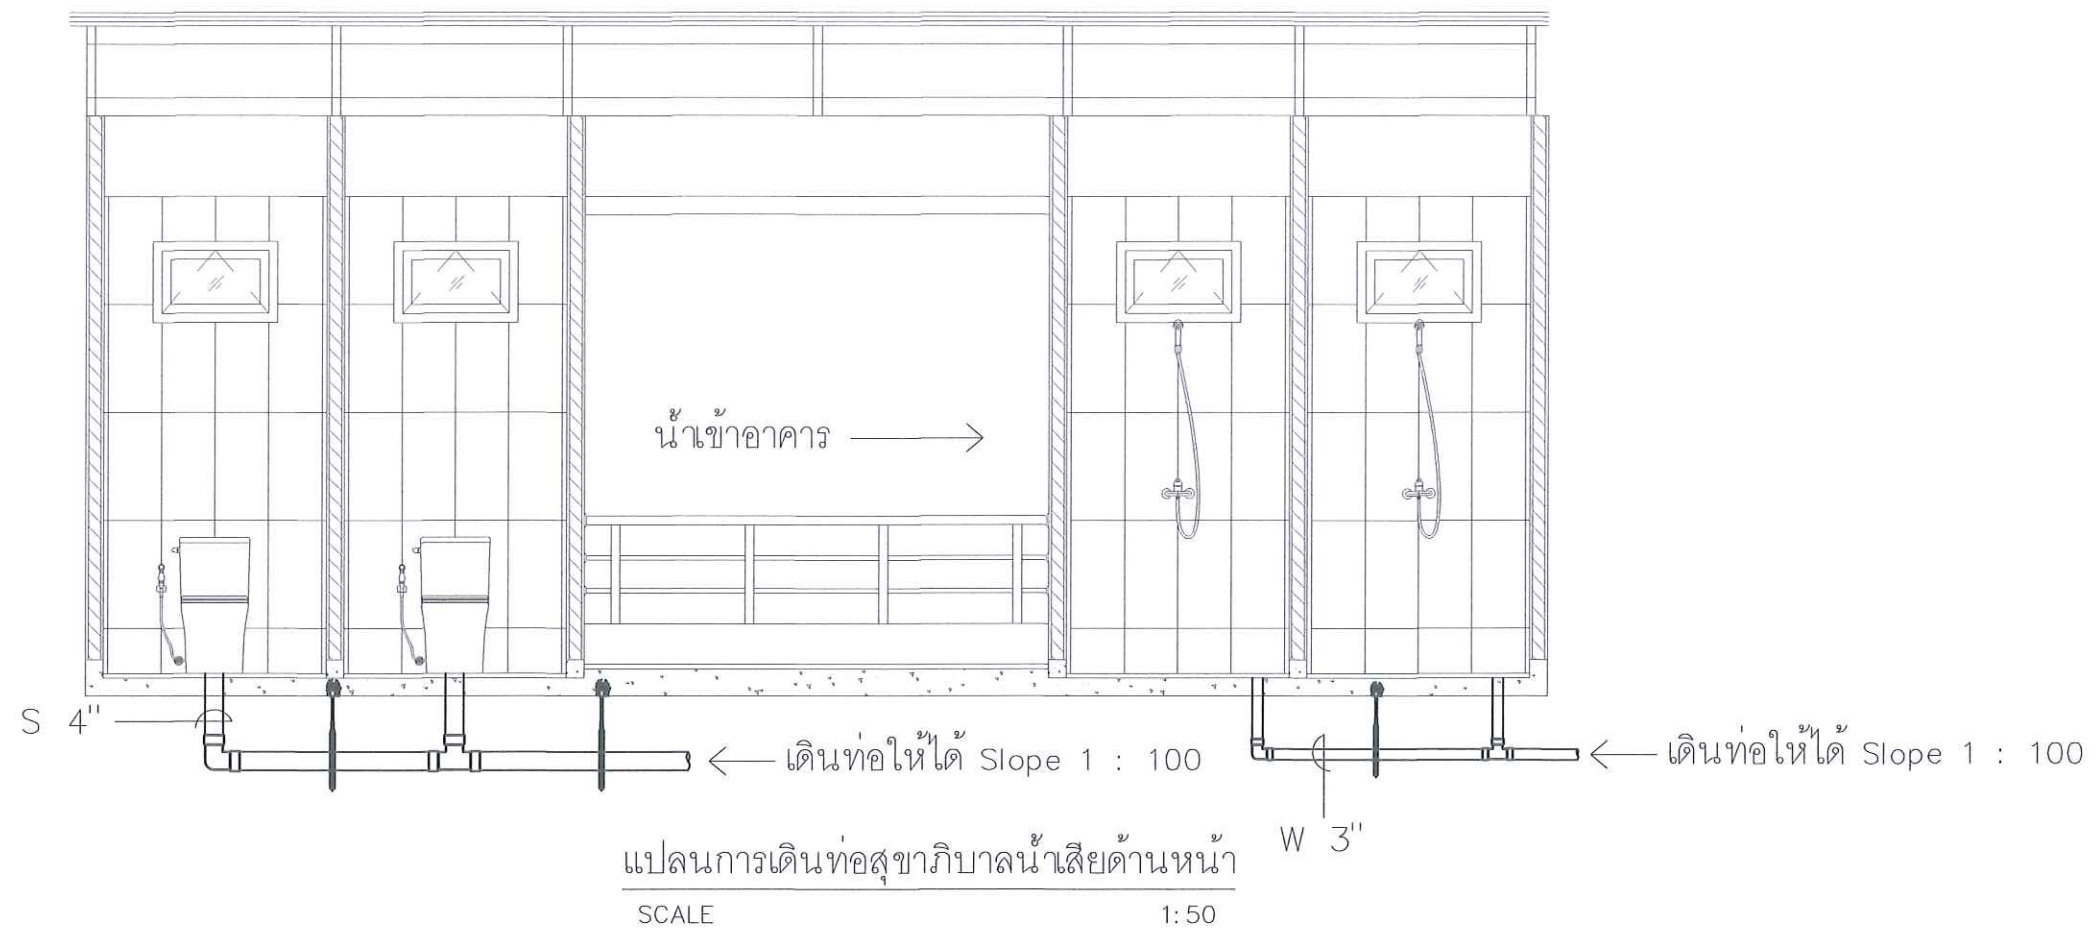 น้ำเข้าอาคาร
S 4"
เดินท่อให้ได้ Slope 1 : 100
เดินท่อให้ได้ Slope 1 : 100
W 3"
แปลนการเดินท่อสุขาภิบาลน้ำเสียด้านหน้า
SCALE 1:50